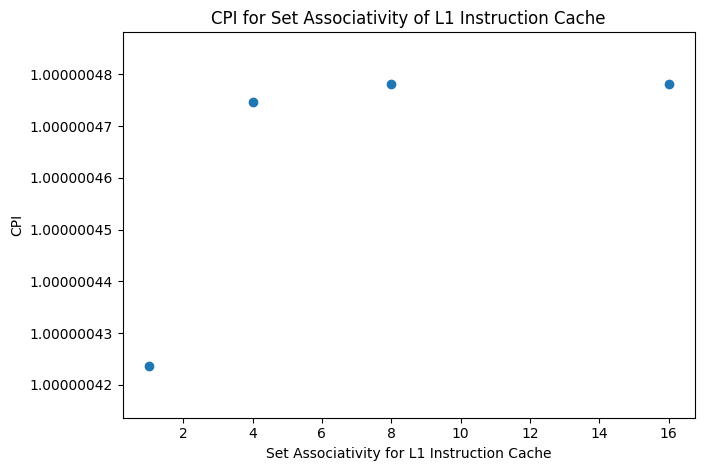 CPI for Set Associativity of L1 Instruction Cache
1.00000048
1.00000047
1.00000046
1.00000045
1.00000044
1.00000043
1.00000042
CPI
2 4 6 8 10 12 14 16
Set Associativity for L1 Instruction Cache